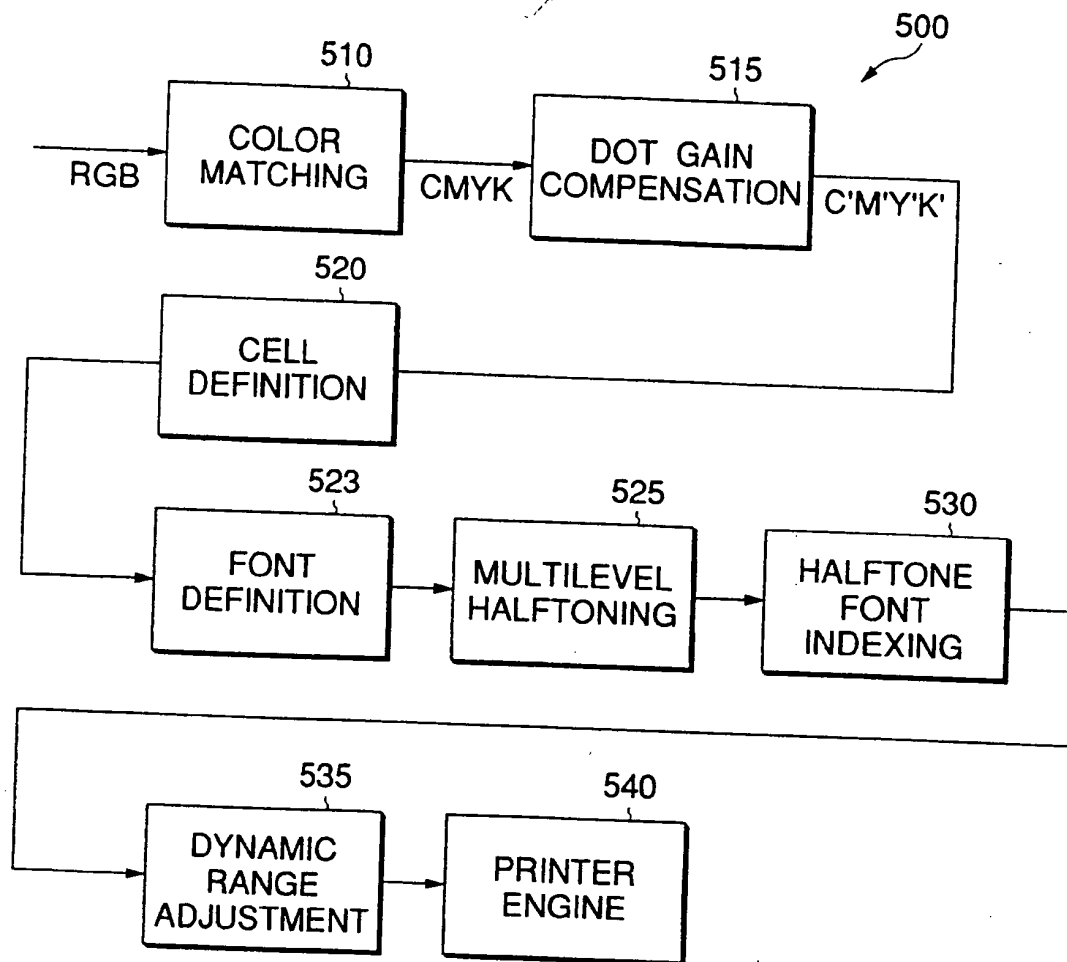 500
510
515
RGB
COLOR
MATCHING
CMYK
DOT GAIN
COMPENSATION
C'M'Y'K'
520
CELL
DEFINITION
523
525
530
FONT
DEFINITION
MULTILEVEL
HALFTONING
HALFTONE
FONT
INDEXING
535
540
DYNAMIC
RANGE
ADJUSTMENT
PRINTER
ENGINE